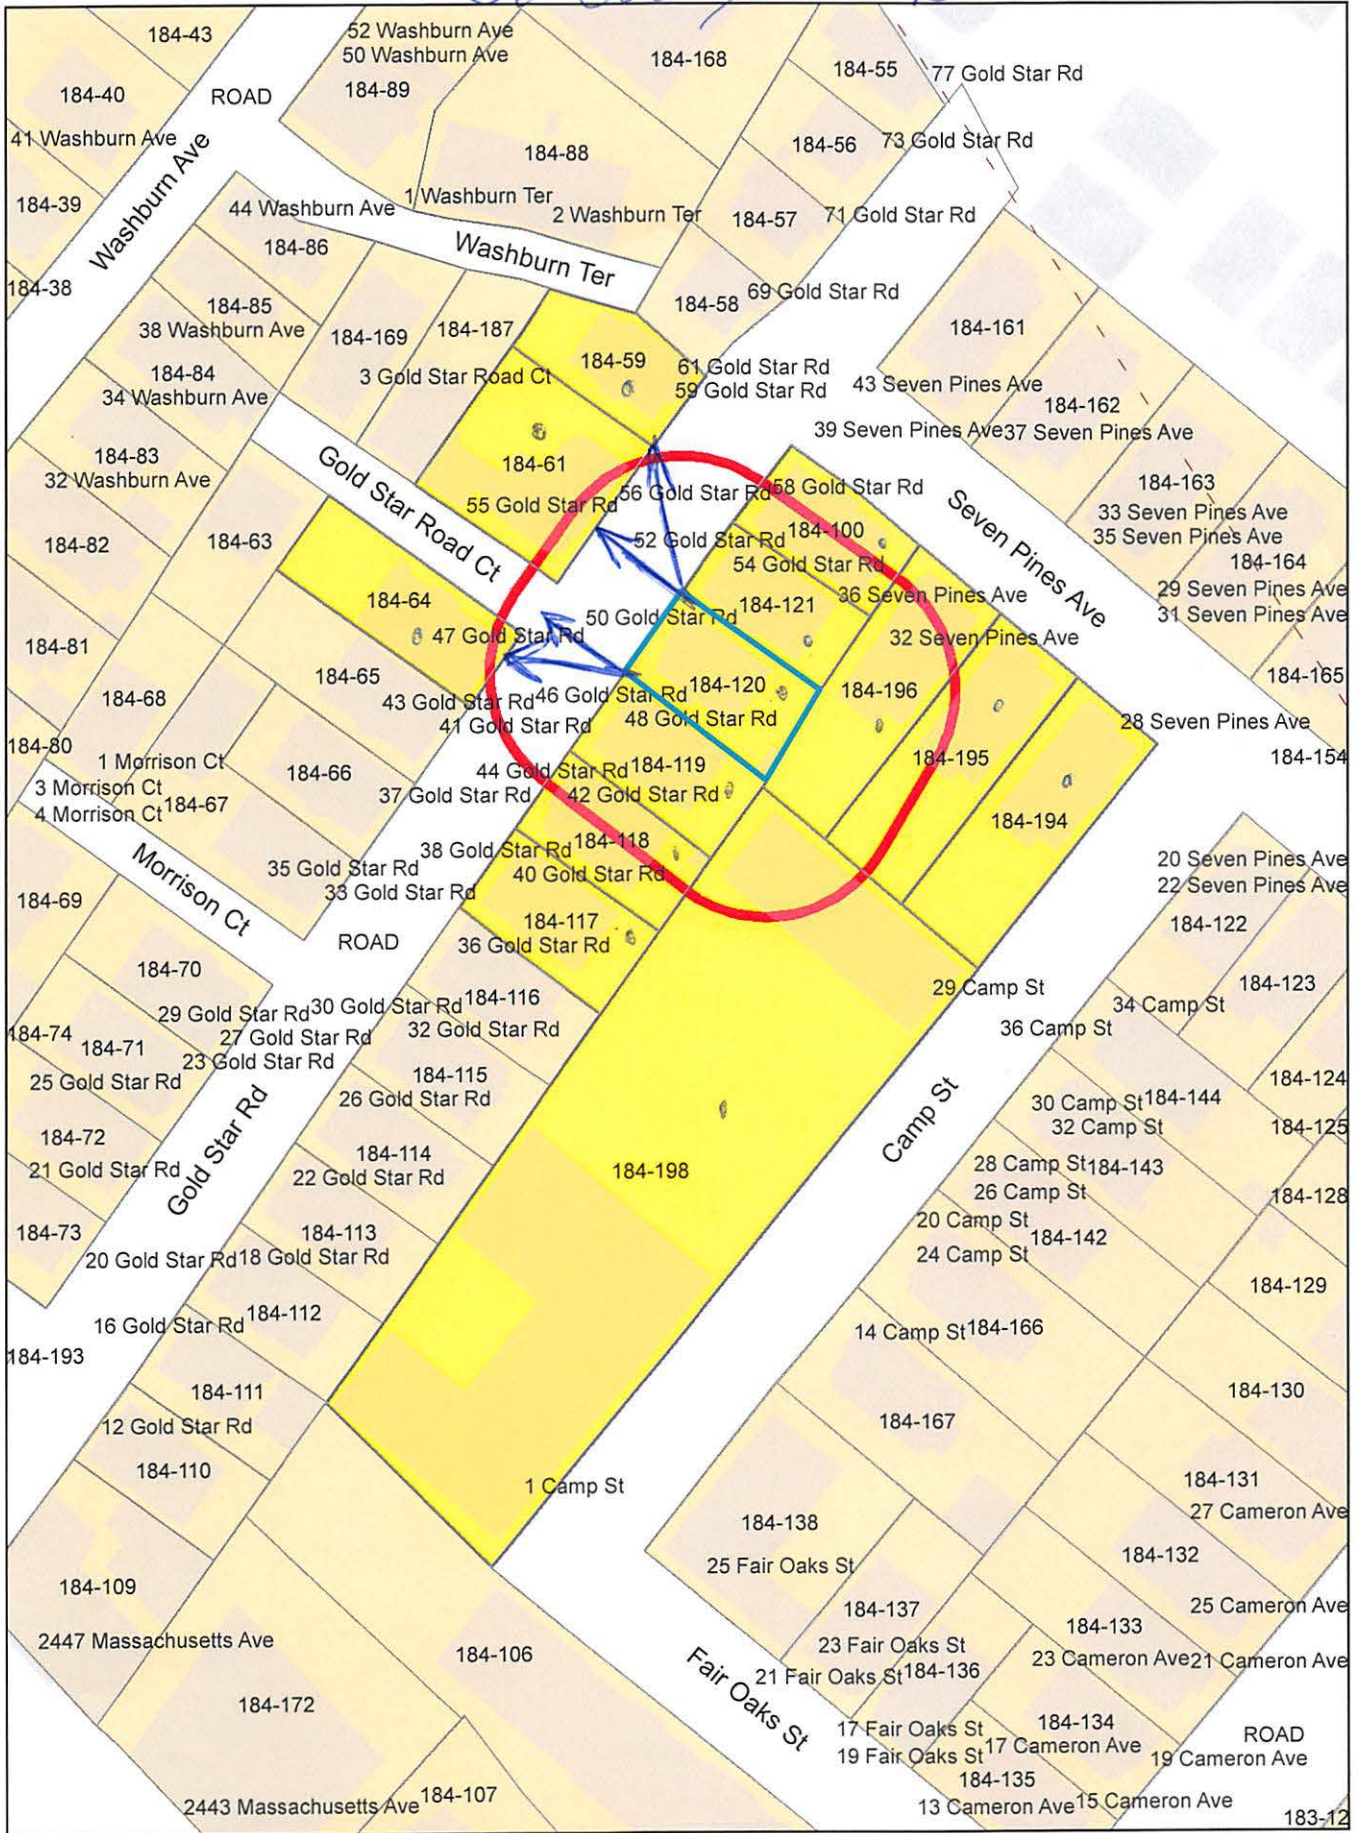 184-43
52 Washburn Ave
50 Washburn Ave
184-168
184-55
77 Gold Star Rd
184-40
ROAD
184-89
41 Washburn Ave
Washburn Ave
184-88
184-56
73 Gold Star Rd
184-39
44 Washburn Ave
1 Washburn Ter
2 Washburn Ter
184-57
71 Gold Star Rd
184-86
Washburn Ter
184-38
184-85
38 Washburn Ave
184-169
184-187
184-58
69 Gold Star Rd
184-161
184-84
34 Washburn Ave
3 Gold Star Road Ct
184-59
61 Gold Star Rd
59 Gold Star Rd
43 Seven Pines Ave
184-162
39 Seven Pines Ave
37 Seven Pines Ave
184-83
32 Washburn Ave
Gold Star Road Ct
184-61
55 Gold Star Rd
56 Gold Star Rd
58 Gold Star Rd
Seven Pines Ave
184-163
33 Seven Pines Ave
35 Seven Pines Ave
184-82
184-63
52 Gold Star Rd
184-100
54 Gold Star Rd
184-164
29 Seven Pines Ave
31 Seven Pines Ave
184-64
47 Gold Star Rd
50 Gold Star Rd
184-121
36 Seven Pines Ave
32 Seven Pines Ave
184-81
184-68
184-65
43 Gold Star Rd
41 Gold Star Rd
46 Gold Star Rd
184-120
48 Gold Star Rd
184-196
184-165
28 Seven Pines Ave
184-80
1 Morrison Ct
3 Morrison Ct
4 Morrison Ct
184-67
184-66
44 Gold Star Rd
184-119
37 Gold Star Rd
42 Gold Star Rd
184-195
184-154
Morrison Ct
35 Gold Star Rd
33 Gold Star Rd
38 Gold Star Rd
184-118
40 Gold Star Rd
184-194
20 Seven Pines Ave
22 Seven Pines Ave
184-69
ROAD
184-117
36 Gold Star Rd
184-122
184-70
29 Gold Star Rd
30 Gold Star Rd
184-116
32 Gold Star Rd
29 Camp St
184-123
34 Camp St
36 Camp St
184-74
184-71
27 Gold Star Rd
23 Gold Star Rd
25 Gold Star Rd
184-115
26 Gold Star Rd
184-124
Camp St
30 Camp St
184-144
32 Camp St
184-125
184-72
21 Gold Star Rd
Gold Star Rd
184-114
22 Gold Star Rd
184-198
28 Camp St
184-143
26 Camp St
184-128
184-73
20 Gold Star Rd
184-113
18 Gold Star Rd
20 Camp St
184-142
24 Camp St
184-129
16 Gold Star Rd
184-112
14 Camp St
184-166
184-193
184-111
12 Gold Star Rd
184-110
184-167
184-130
1 Camp St
184-131
27 Cameron Ave
184-138
25 Fair Oaks St
184-132
184-109
2447 Massachusetts Ave
184-106
184-137
23 Fair Oaks St
25 Cameron Ave
184-133
23 Cameron Ave
21 Cameron Ave
Fair Oaks St
21 Fair Oaks St
184-136
184-172
17 Fair Oaks St
19 Fair Oaks St
184-134
17 Cameron Ave
ROAD
19 Cameron Ave
184-135
2443 Massachusetts Ave
184-107
13 Cameron Ave
15 Cameron Ave
183-12